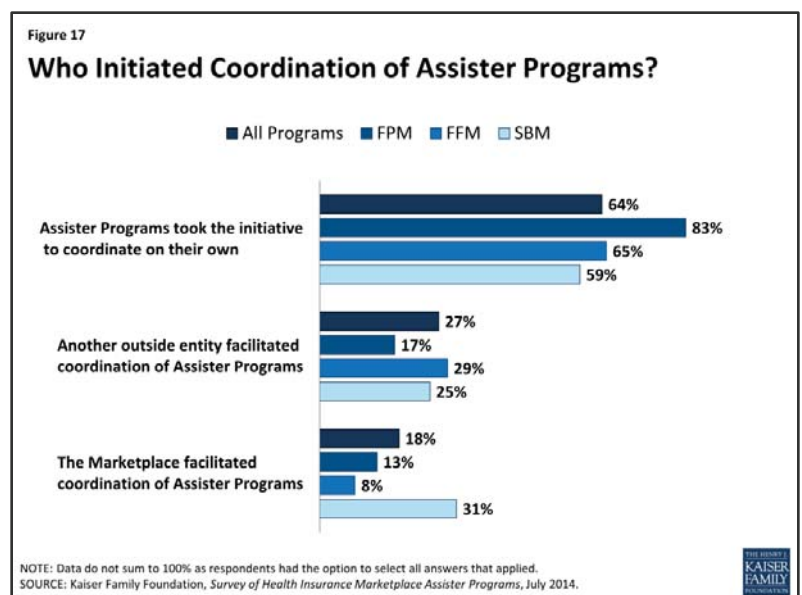 Figure 17
Who Initiated Coordination of Assister Programs?
All Programs FPM FFM SBM
Assister Programs took the initiative
to coordinate on their own
64%
83%
65%
59%
Another outside entity facilitated
coordination of Assister Programs
27%
17%
29%
25%
The Marketplace facilitated
coordination of Assister Programs
18%
13%
8%
31%
NOTE: Data do not sum to 100% as respondents had the option to select all answers that applied.
SOURCE: Kaiser Family Foundation, Survey of Health Insurance Marketplace Assister Programs, July 2014.
THE HENRY J.
KAISER
FAMILY
FOUNDATION